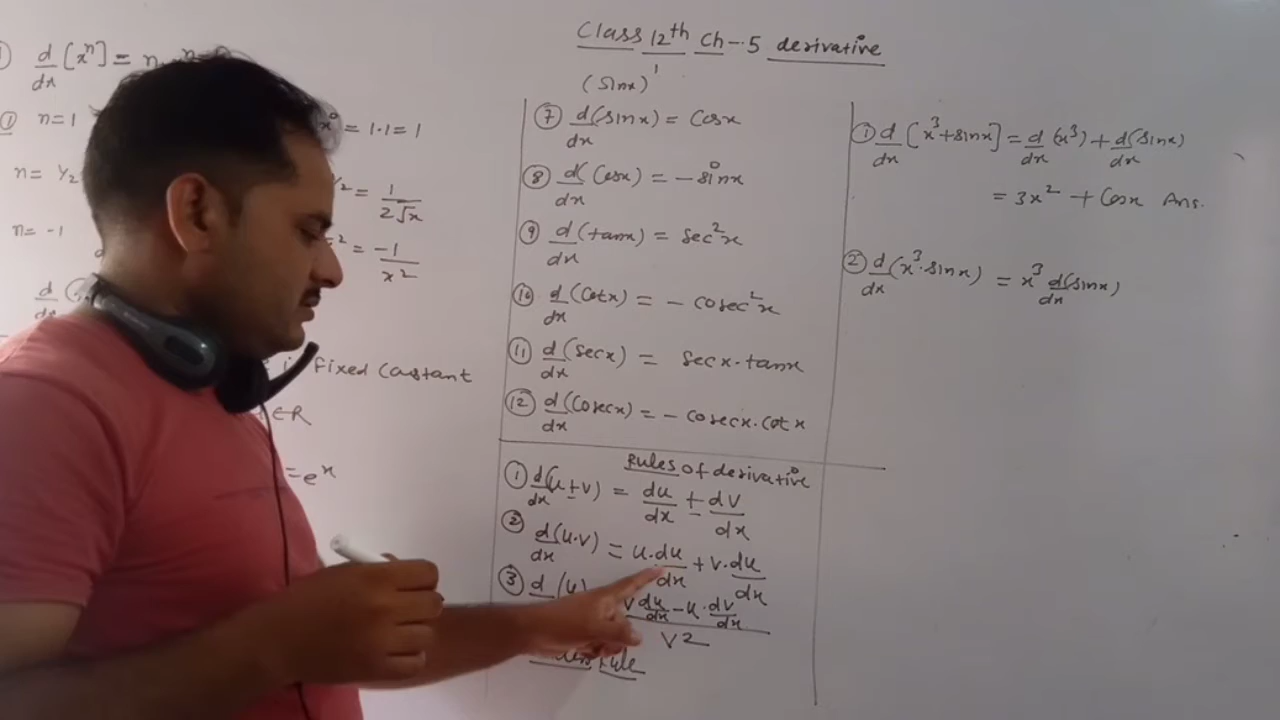 Class 12th Ch-5 derivative
(sinx)'
① d/dx [xⁿ] = n
① n=1
x⁰ = 1.1 = 1
n= 1/2
= 1/(2√x)
n= -1
= -1/x²
d/dx
fixed constant
∈R
= eˣ
⑦ d/dx (sinx) = Cosx
⑧ d/dx (Cosx) = - sinx
⑨ d/dx (tanx) = sec²x
⑩ d/dx (Cotx) = - cosec²x
⑪ d/dx (secx) = secx.tanx
⑫ d/dx (Cosecx) = - cosecx.cotx
Rules of derivative
① d/dx (u±v) = du/dx ± dv/dx
② d/dx (u.v) = u.du/dx + v.du/dx
③ d/dx (u
v du/dx - u.dv/dx
v²
rule
① d/dx [x³+sinx] = d/dx (x³) + d/dx (sinx)
= 3x² + Cosx Ans.
② d/dx (x³.sinx) = x³ d/dx (sinx)